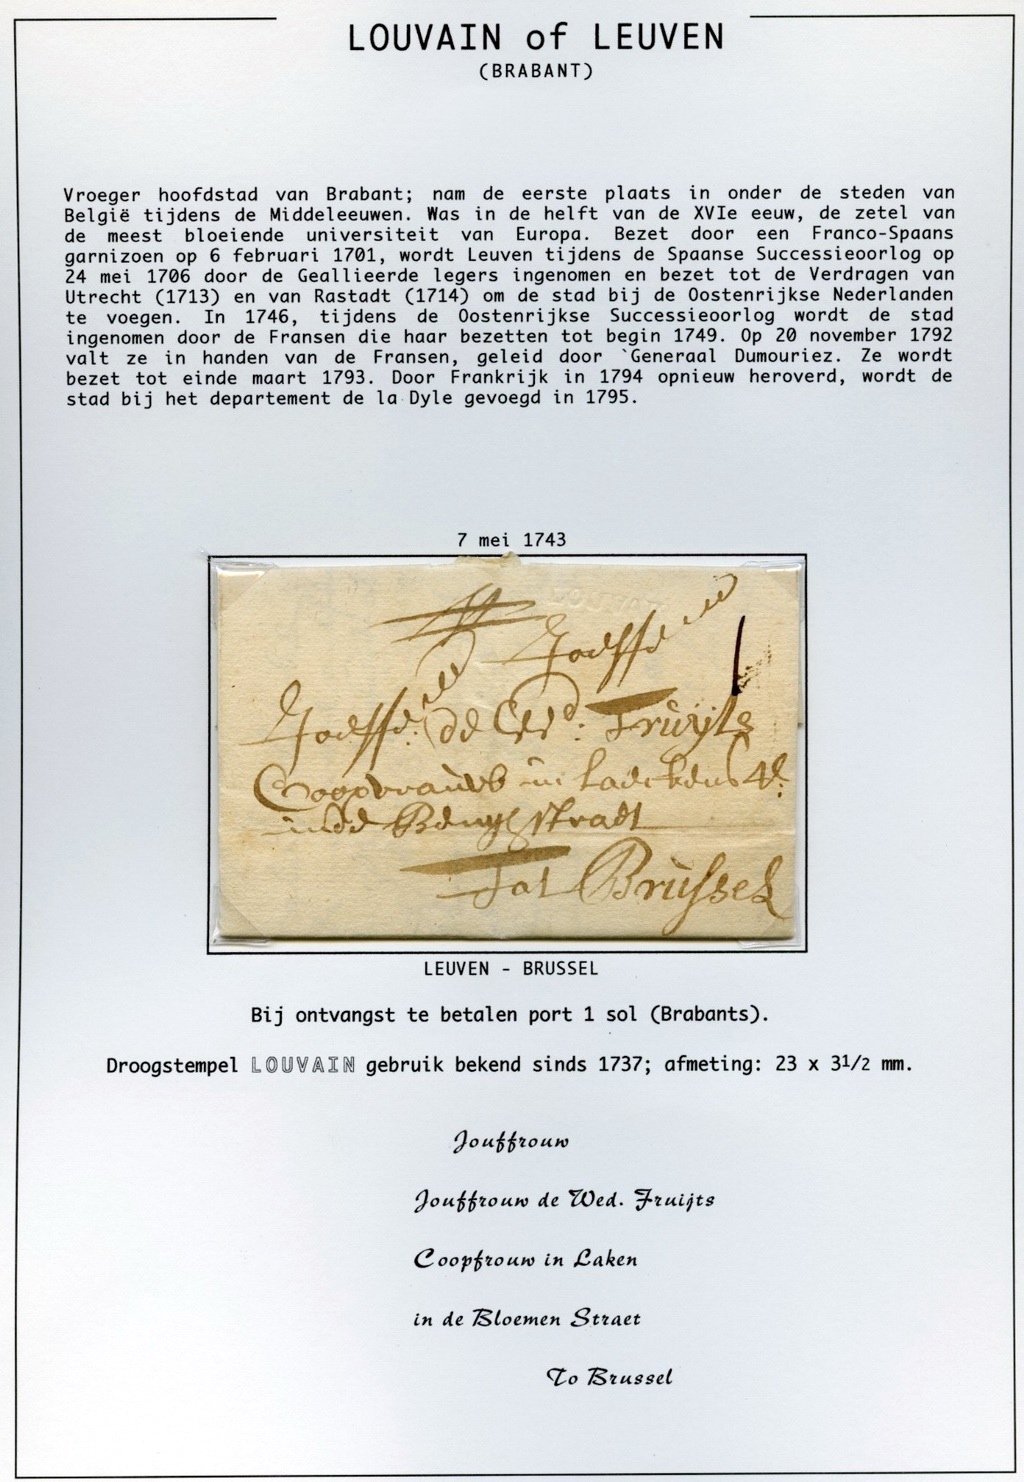 LOUVAIN of LEUVEN
(BRABANT)
Vroeger hoofdstad van Brabant; nam de eerste plaats in onder de steden van
België tijdens de Middeleeuwen. Was in de helft van de XVIe eeuw, de zetel van
de meest bloeiende universiteit van Europa. Bezet door een Franco-Spaans
garnizoen op 6 februari 1701, wordt Leuven tijdens de Spaanse Successieoorlog op
24 mei 1706 door de Geallieerde legers ingenomen en bezet tot de Verdragen van
Utrecht (1713) en van Rastadt (1714) om de stad bij de Oostenrijkse Nederlanden
te voegen. In 1746, tijdens de Oostenrijkse Successieoorlog wordt de stad
ingenomen door de Fransen die haar bezetten tot begin 1749. Op 20 november 1792
valt ze in handen van de Fransen, geleid door `Generaal Dumouriez. Ze wordt
bezet tot einde maart 1793. Door Frankrijk in 1794 opnieuw heroverd, wordt de
stad bij het departement de la Dyle gevoegd in 1795.
7 mei 1743
de Wed: Fruijts
in
straet
Tot Brussel
LEUVEN - BRUSSEL
Bij ontvangst te betalen port 1 sol (Brabants).
Droogstempel LOUVAIN gebruik bekend sinds 1737; afmeting: 23 x 31/2 mm.
Jouffrouw
Jouffrouw de Wed. Fruijts
Coopfrouw in Laken
in de Bloemen Straet
To Brussel